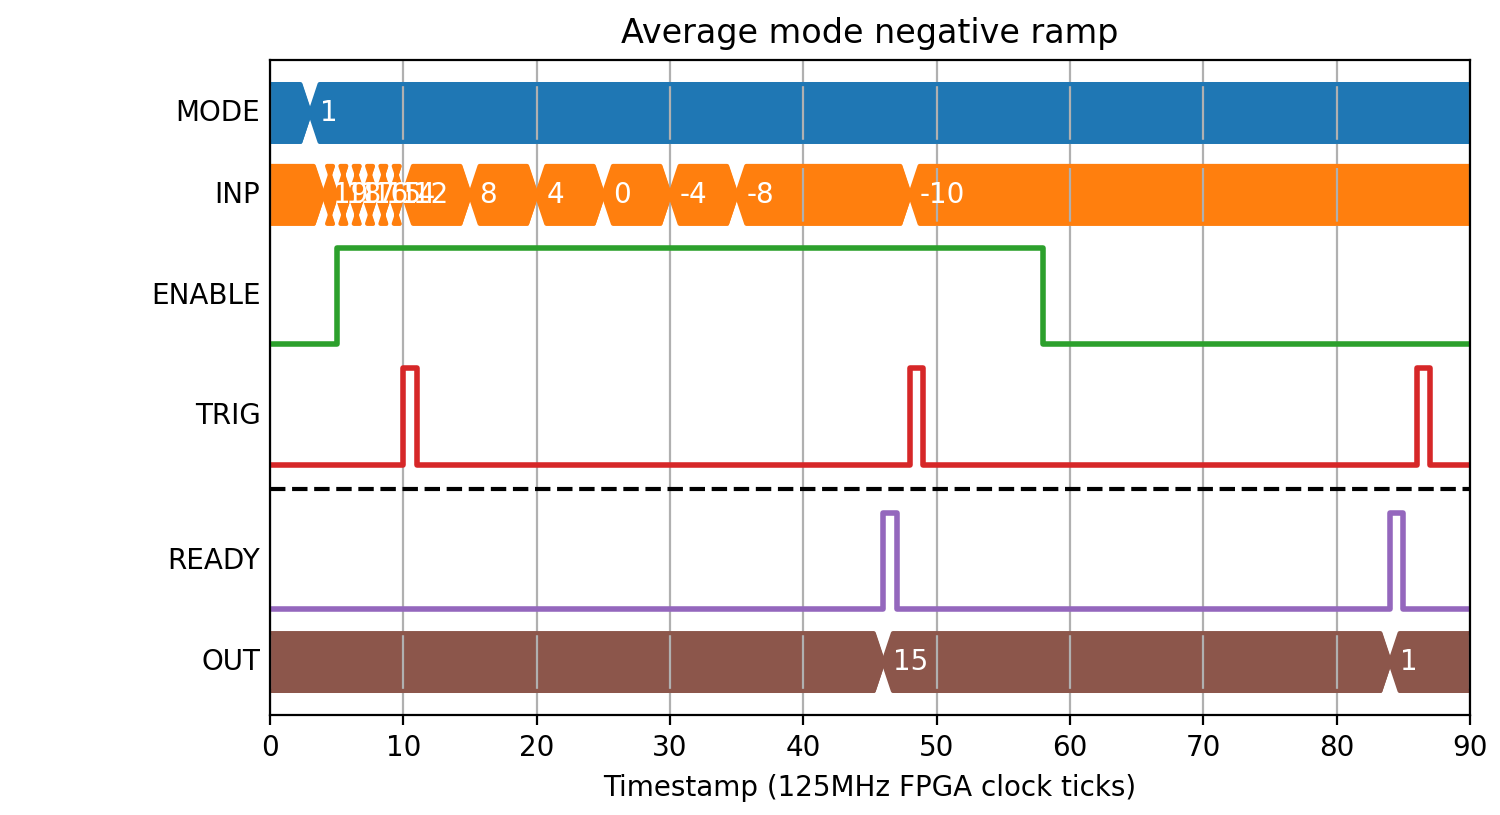 Average mode negative ramp
MODE 1
INP 8 4 0 -4 -8 -10
ENABLE
TRIG
READY
OUT 15 1
0 10 20 30 40 50 60 70 80 90
Timestamp (125MHz FPGA clock ticks)